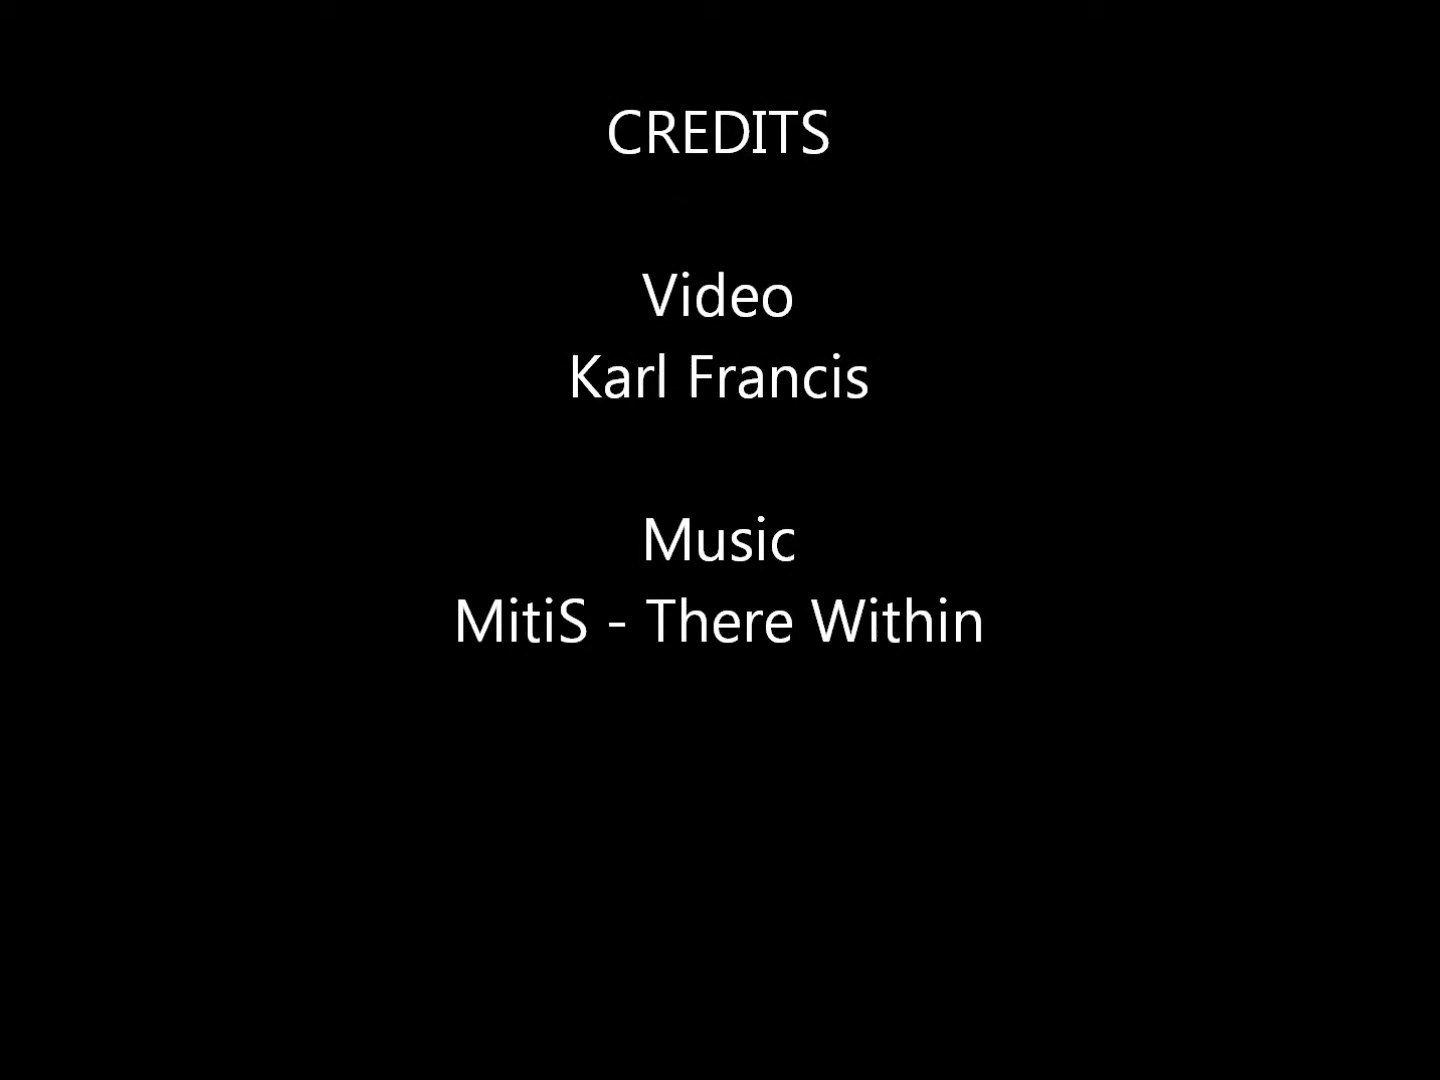 CREDITS
Video
Karl Francis
Music
MitiS - There Within